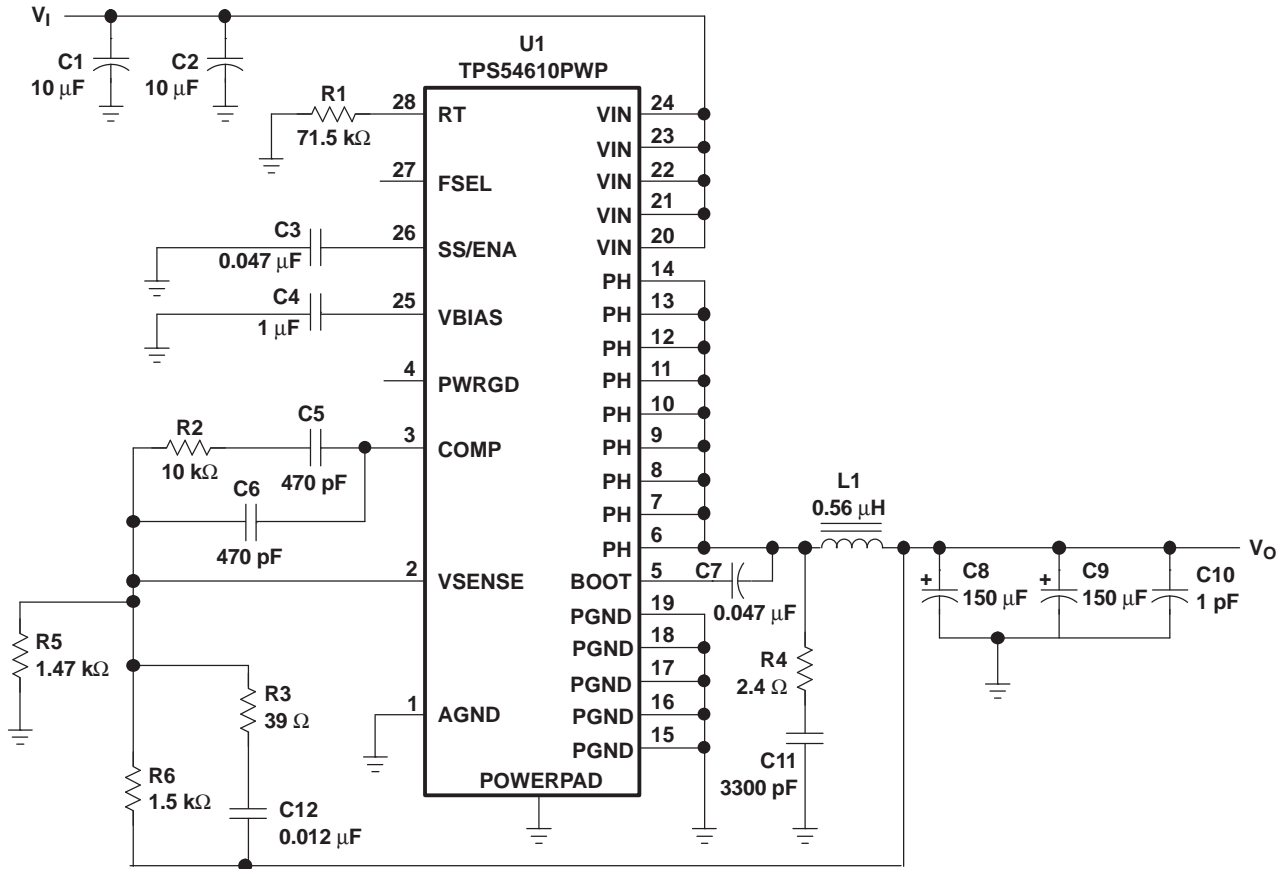 VI
C1
10 μF
C2
10 μF
U1
TPS54610PWP
R1
71.5 kΩ
28
RT
27
FSEL
C3
0.047 μF
26
SS/ENA
C4
1 μF
25
VBIAS
4
PWRGD
R2
10 kΩ
C5
470 pF
3
COMP
C6
470 pF
2
VSENSE
R5
1.47 kΩ
R3
39 Ω
1
AGND
R6
1.5 kΩ
C12
0.012 μF
POWERPAD
VIN
24
VIN
23
VIN
22
VIN
21
VIN
20
PH
14
PH
13
PH
12
PH
11
PH
10
PH
9
PH
8
PH
7
PH
6
BOOT
5
PGND
19
PGND
18
PGND
17
PGND
16
PGND
15
C7
0.047 μF
L1
0.56 μH
R4
2.4 Ω
C11
3300 pF
+
C8
150 μF
+
C9
150 μF
C10
1 pF
VO